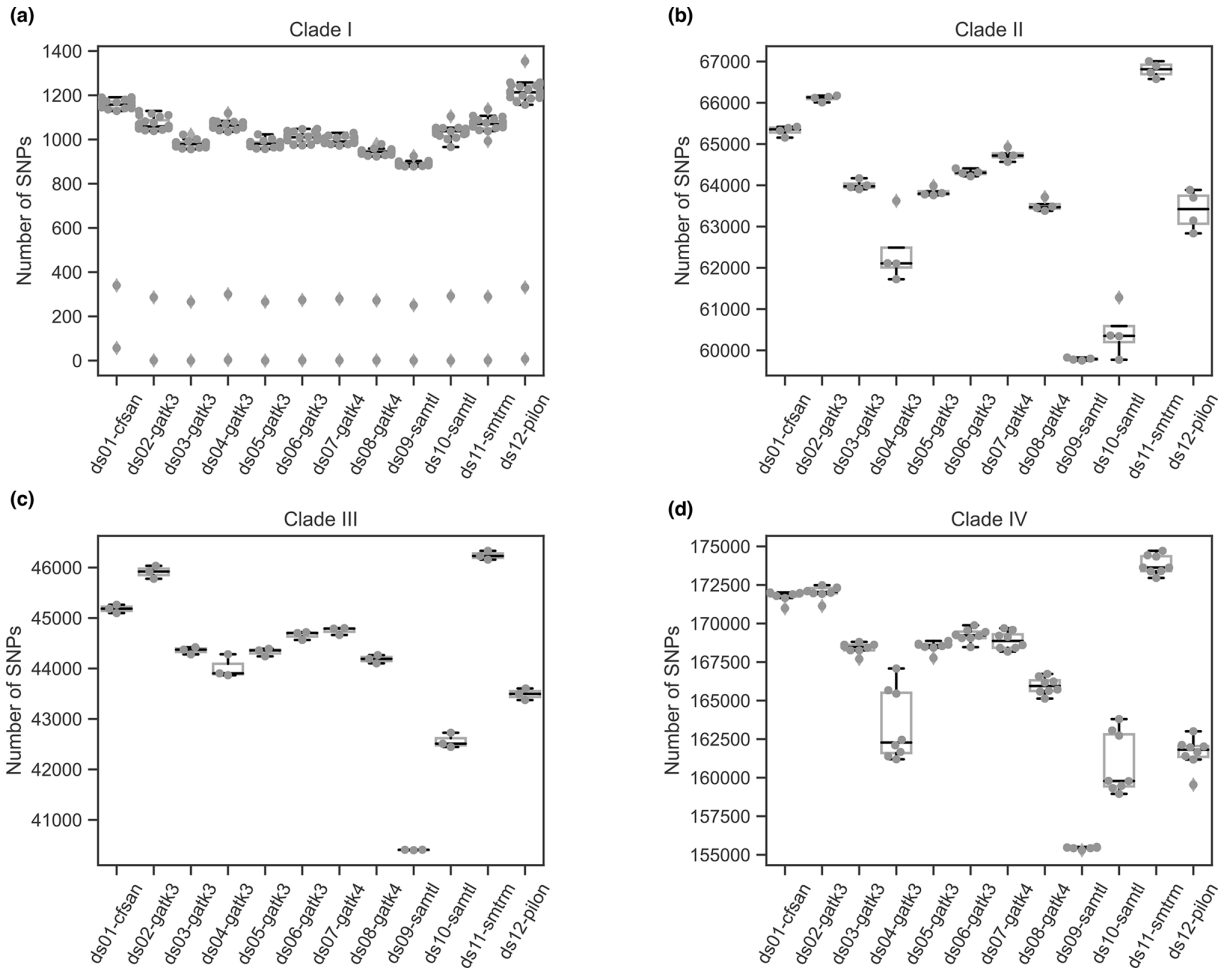 (a)
Clade I
Number of SNPs
1400
1200
1000
800
600
400
200
0
ds01-cfsan
ds02-gatk3
ds03-gatk3
ds04-gatk3
ds05-gatk3
ds06-gatk3
ds07-gatk4
ds08-gatk4
ds09-samtl
ds10-samtl
ds11-smtrm
ds12-pilon
(b)
Clade II
Number of SNPs
67000
66000
65000
64000
63000
62000
61000
60000
ds01-cfsan
ds02-gatk3
ds03-gatk3
ds04-gatk3
ds05-gatk3
ds06-gatk3
ds07-gatk4
ds08-gatk4
ds09-samtl
ds10-samtl
ds11-smtrm
ds12-pilon
(c)
Clade III
Number of SNPs
46000
45000
44000
43000
42000
41000
ds01-cfsan
ds02-gatk3
ds03-gatk3
ds04-gatk3
ds05-gatk3
ds06-gatk3
ds07-gatk4
ds08-gatk4
ds09-samtl
ds10-samtl
ds11-smtrm
ds12-pilon
(d)
Clade IV
Number of SNPs
175000
172500
170000
167500
165000
162500
160000
157500
155000
ds01-cfsan
ds02-gatk3
ds03-gatk3
ds04-gatk3
ds05-gatk3
ds06-gatk3
ds07-gatk4
ds08-gatk4
ds09-samtl
ds10-samtl
ds11-smtrm
ds12-pilon